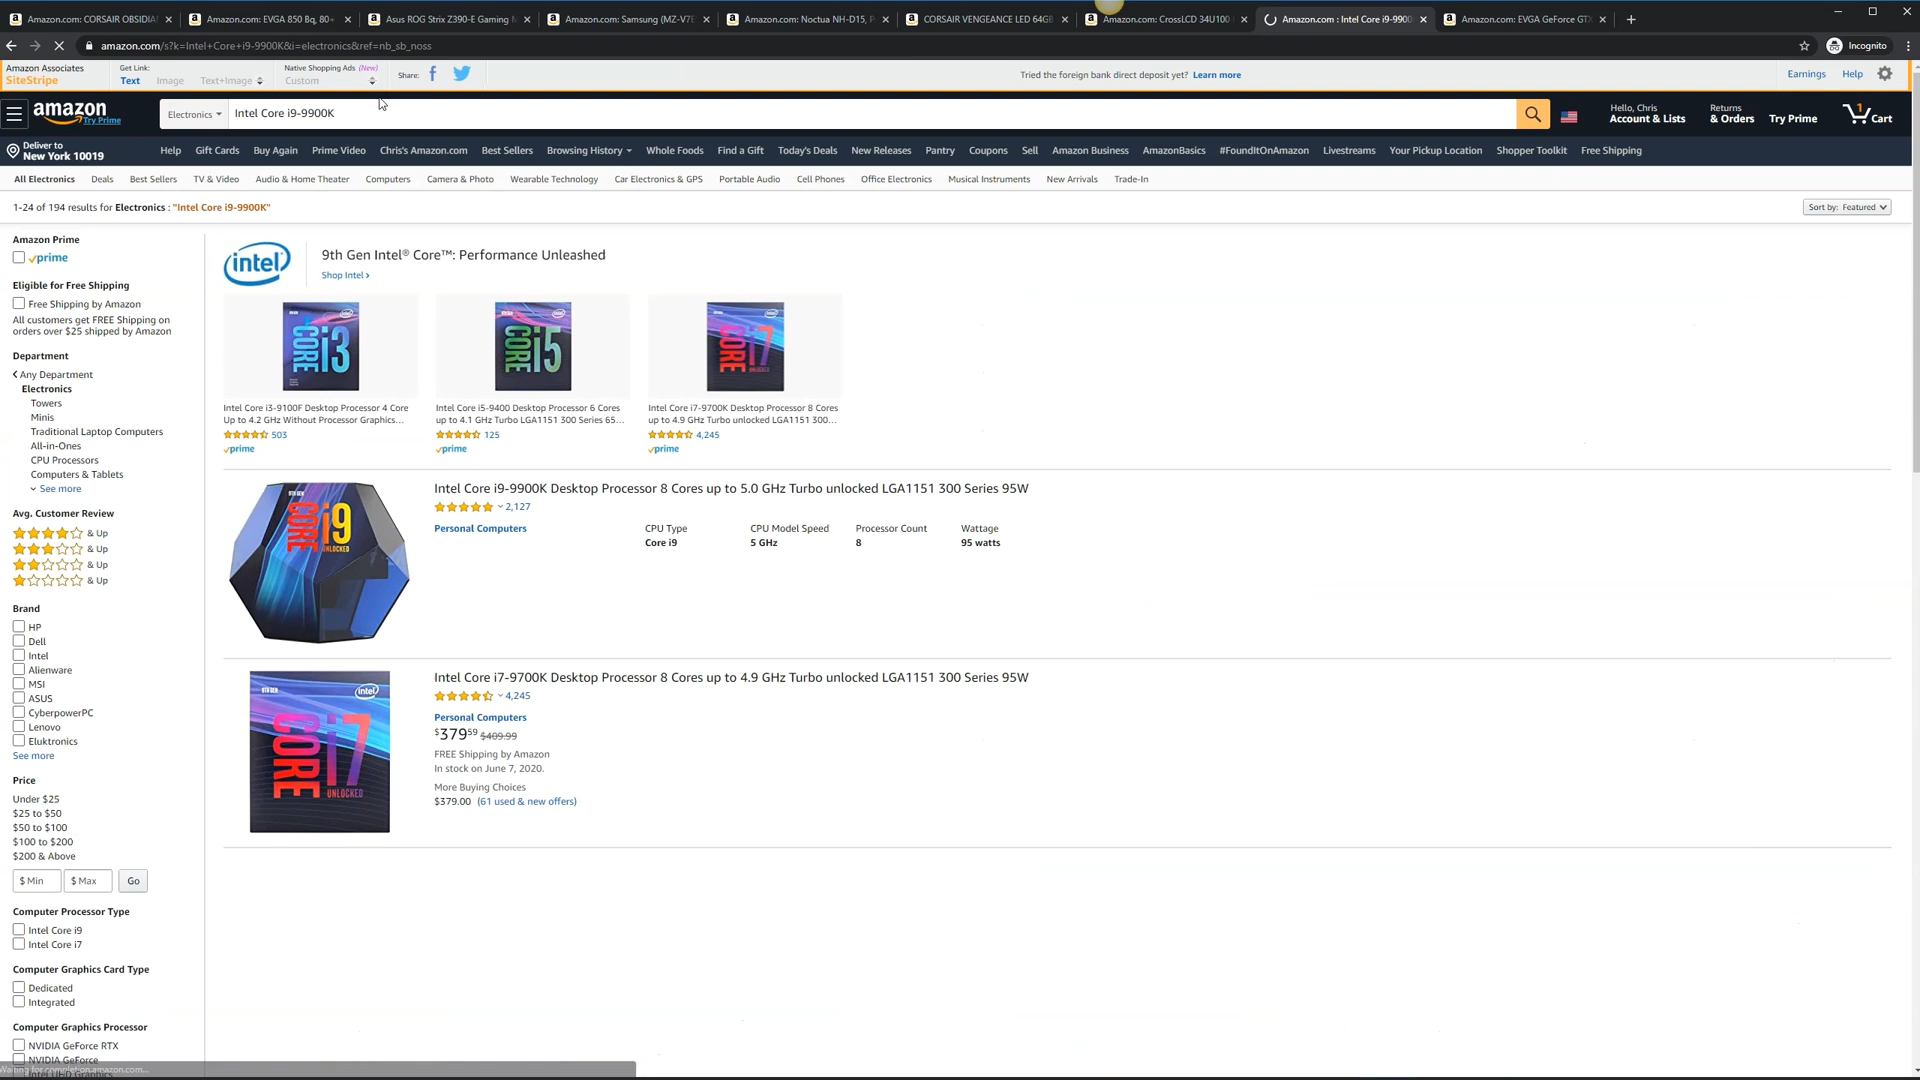 Amazon.com: CORSAIR OBSIDIA
Amazon.com: EVGA 850 Bq, 80+
Asus ROG Strix Z390-E Gaming M
Amazon.com: Samsung (MZ-V7E
Amazon.com: Noctua NH-D15, P
CORSAIR VENGEANCE LED 64GB
Amazon.com: CrossLCD 34U100
Amazon.com : Intel Core i9-9900
Amazon.com: EVGA GeForce GTX
amazon.com/s?k=Intel+Core+i9-9900K&i=electronics&ref=nb_sb_noss
Incognito
Amazon Associates
SiteStripe
Get Link:
Text Image Text+Image
Native Shopping Ads (New)
Custom
Share:
Tried the foreign bank direct deposit yet? Learn more
Earnings Help
amazon
Try Prime
Electronics
Intel Core i9-9900K
Hello, Chris
Account & Lists
Returns
& Orders
Try Prime
1
Cart
Deliver to
New York 10019
Help Gift Cards Buy Again Prime Video Chris's Amazon.com Best Sellers Browsing History Whole Foods Find a Gift Today's Deals New Releases Pantry Coupons Sell Amazon Business AmazonBasics #FoundItOnAmazon Livestreams Your Pickup Location Shopper Toolkit Free Shipping
All Electronics Deals Best Sellers TV & Video Audio & Home Theater Computers Camera & Photo Wearable Technology Car Electronics & GPS Portable Audio Cell Phones Office Electronics Musical Instruments New Arrivals Trade-In
1-24 of 194 results for Electronics : "Intel Core i9-9900K"
Sort by: Featured
Amazon Prime
prime
Eligible for Free Shipping
Free Shipping by Amazon
All customers get FREE Shipping on
orders over $25 shipped by Amazon
Department
Any Department
Electronics
Towers
Minis
Traditional Laptop Computers
All-in-Ones
CPU Processors
Computers & Tablets
See more
Avg. Customer Review
& Up
& Up
& Up
& Up
Brand
HP
Dell
Intel
Alienware
MSI
ASUS
CyberpowerPC
Lenovo
Eluktronics
See more
Price
Under $25
$25 to $50
$50 to $100
$100 to $200
$200 & Above
$ Min $ Max Go
Computer Processor Type
Intel Core i9
Intel Core i7
Computer Graphics Card Type
Dedicated
Integrated
Computer Graphics Processor
NVIDIA GeForce RTX
NVIDIA GeForce
Intel UHD Graphics
Waiting for completion.amazon.com...
intel
9th Gen Intel® Core™: Performance Unleashed
Shop Intel ›
intel
CORE i3
Intel Core i3-9100F Desktop Processor 4 Core
Up to 4.2 GHz Without Processor Graphics...
503
prime
intel
CORE i5
Intel Core i5-9400 Desktop Processor 6 Cores
up to 4.1 GHz Turbo LGA1151 300 Series 65...
125
prime
intel
CORE i7
Intel Core i7-9700K Desktop Processor 8 Cores
up to 4.9 GHz Turbo unlocked LGA1151 300...
4,245
prime
9TH GEN
CORE i9
UNLOCKED
Intel Core i9-9900K Desktop Processor 8 Cores up to 5.0 GHz Turbo unlocked LGA1151 300 Series 95W
2,127
Personal Computers
CPU Type CPU Model Speed Processor Count Wattage
Core i9 5 GHz 8 95 watts
9TH GEN
intel
CORE i7
UNLOCKED
Intel Core i7-9700K Desktop Processor 8 Cores up to 4.9 GHz Turbo unlocked LGA1151 300 Series 95W
4,245
Personal Computers
$379 59 $409.99
FREE Shipping by Amazon
In stock on June 7, 2020.
More Buying Choices
$379.00 (61 used & new offers)